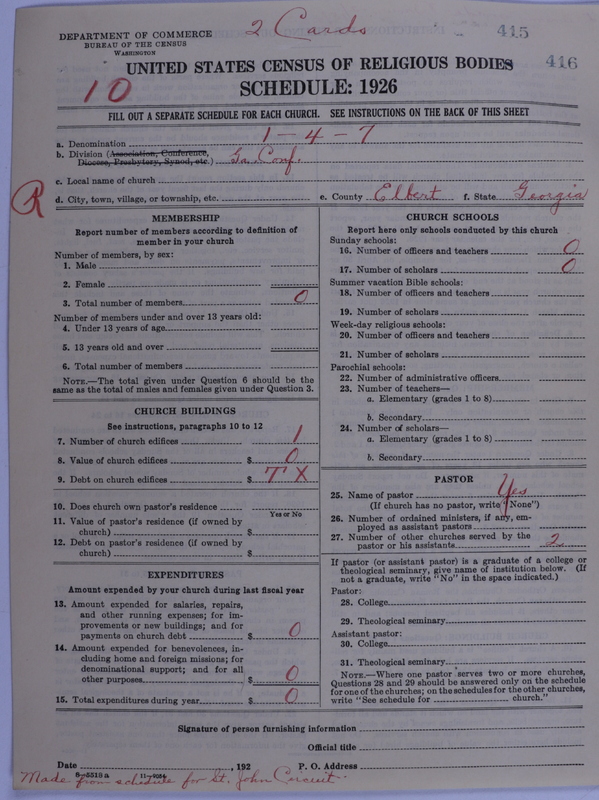 DEPARTMENT OF COMMERCE
BUREAU OF THE CENSUS
WASHINGTON
2 Cards
415
416
UNITED STATES CENSUS OF RELIGIOUS BODIES
10
SCHEDULE: 1926
FILL OUT A SEPARATE SCHEDULE FOR EACH CHURCH. SEE INSTRUCTIONS ON THE BACK OF THIS SHEET
a. Denomination 1-4-7
b. Division (Association, Conference,
Diocese, Presbytery, Synod, etc.) Ga. Conf.
c. Local name of church
R
d. City, town, village, or township, etc. e. County Elbert f. State Georgia
MEMBERSHIP
Report number of members according to definition of
member in your church
Number of members, by sex:
1. Male
2. Female
3. Total number of members 0
Number of members under and over 13 years old:
4. Under 13 years of age
5. 13 years old and over
6. Total number of members
NOTE.—The total given under Question 6 should be the
same as the total of males and females given under Question 3.
CHURCH BUILDINGS
See instructions, paragraphs 10 to 12
7. Number of church edifices 1
8. Value of church edifices $ 0
9. Debt on church edifices $ TX
10. Does church own pastor's residence
Yes or No
11. Value of pastor's residence (if owned by
church) $
12. Debt on pastor's residence (if owned by
church) $
EXPENDITURES
Amount expended by your church during last fiscal year
13. Amount expended for salaries, repairs,
and other running expenses; for im-
provements or new buildings; and for
payments on church debt $ 0
14. Amount expended for benevolences, in-
cluding home and foreign missions; for
denominational support; and for all
other purposes $ 0
15. Total expenditures during year $ 0
CHURCH SCHOOLS
Report here only schools conducted by this church
Sunday schools:
16. Number of officers and teachers 0
17. Number of scholars 0
Summer vacation Bible schools:
18. Number of officers and teachers
19. Number of scholars
Week-day religious schools:
20. Number of officers and teachers
21. Number of scholars
Parochial schools:
22. Number of administrative officers
23. Number of teachers—
a. Elementary (grades 1 to 8)
b. Secondary
24. Number of scholars—
a. Elementary (grades 1 to 8)
b. Secondary
PASTOR
25. Name of pastor Yes
(If church has no pastor, write "None")
26. Number of ordained ministers, if any, em-
ployed as assistant pastors
27. Number of other churches served by the
pastor or his assistants 2
If pastor (or assistant pastor) is a graduate of a college or
theological seminary, give name of institution below. (If
not a graduate, write "No" in the space indicated.)
Pastor:
28. College
29. Theological seminary
Assistant pastor:
30. College
31. Theological seminary
NOTE.—Where one pastor serves two or more churches,
Questions 28 and 29 should be answered only on the schedule
for one of the churches; on the schedules for the other churches,
write "See schedule for church."
Signature of person furnishing information
Official title
Date , 192 P. O. Address
8—5313a
Made from schedule for St. John Circuit.